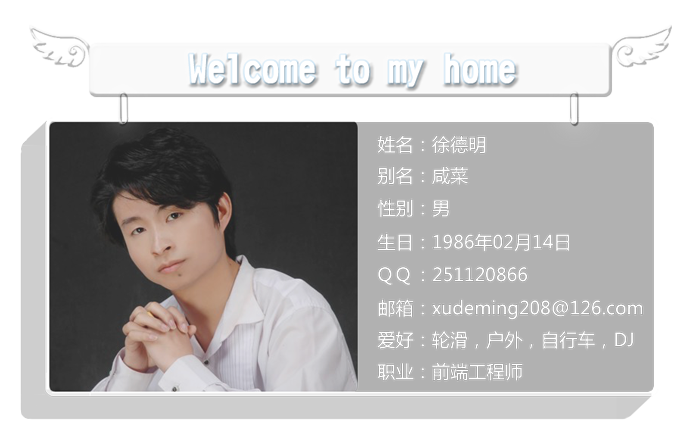 Welcome to my home
姓名：徐德明
别名：咸菜
性别：男
生日：1986年02月14日
QQ：251120866
邮箱：xudeming208@126.com
爱好：轮滑，户外，自行车，DJ
职业：前端工程师